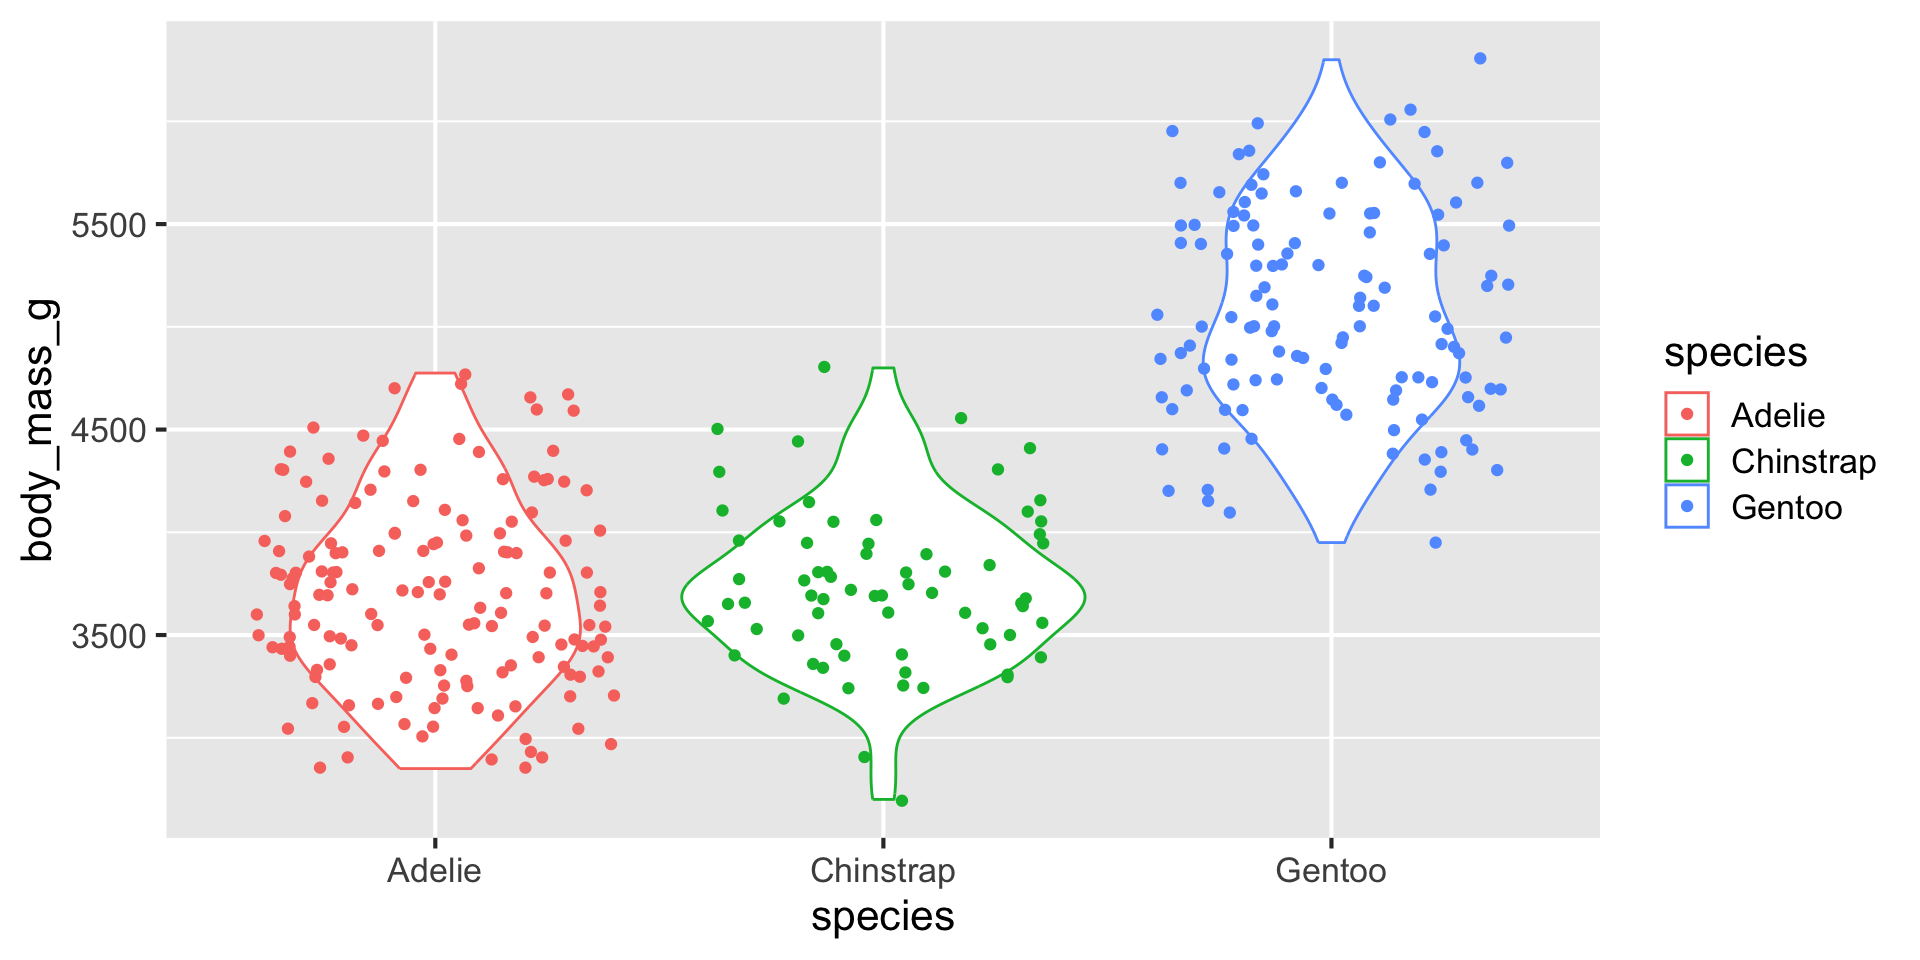 body_mass_g
5500
4500
3500
Adelie
Chinstrap
Gentoo
species
species
Adelie
Chinstrap
Gentoo